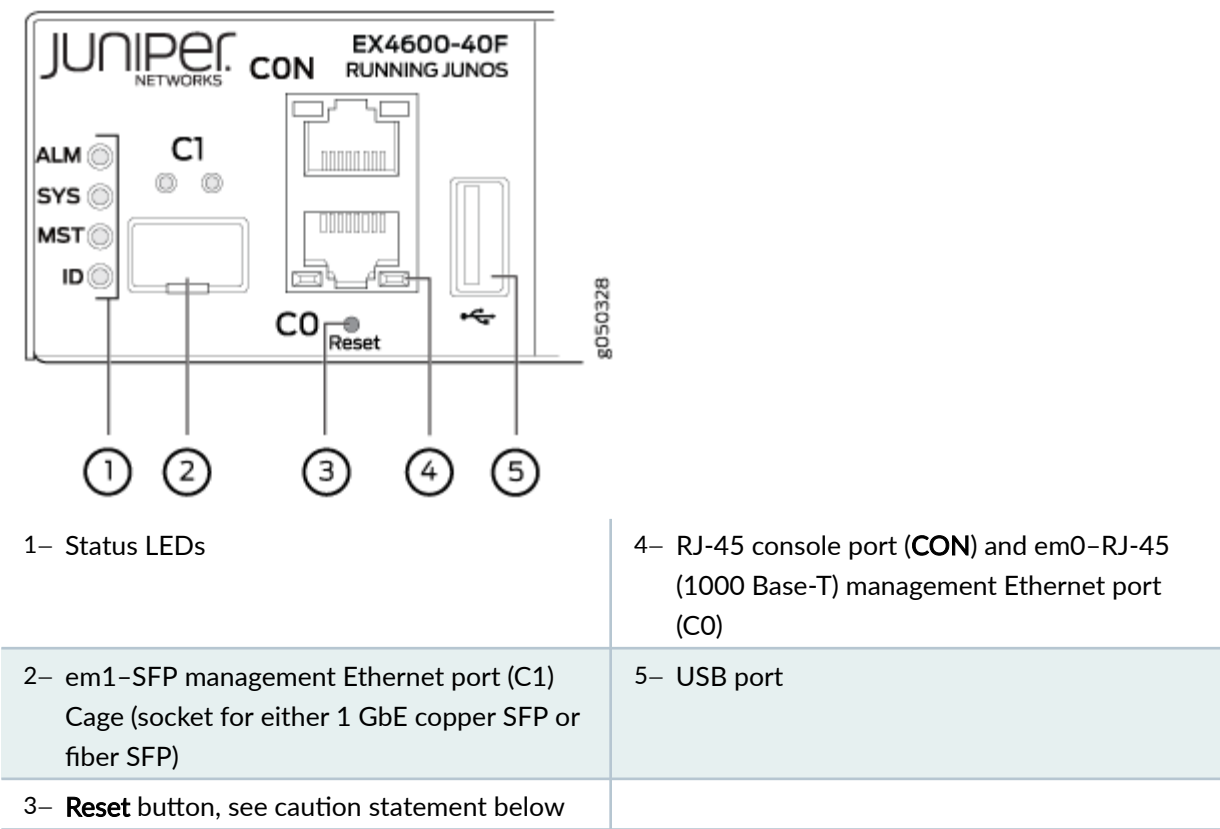 JUNIPER
NETWORKS
CON
EX4600-40F
RUNNING JUNOS
ALM
SYS
MST
ID
C1
C0
Reset
g050328
1 2 3 4 5
1– Status LEDs
4– RJ-45 console port (CON) and em0–RJ-45
(1000 Base-T) management Ethernet port
(C0)
2– em1–SFP management Ethernet port (C1)
Cage (socket for either 1 GbE copper SFP or
fiber SFP)
5– USB port
3– Reset button, see caution statement below